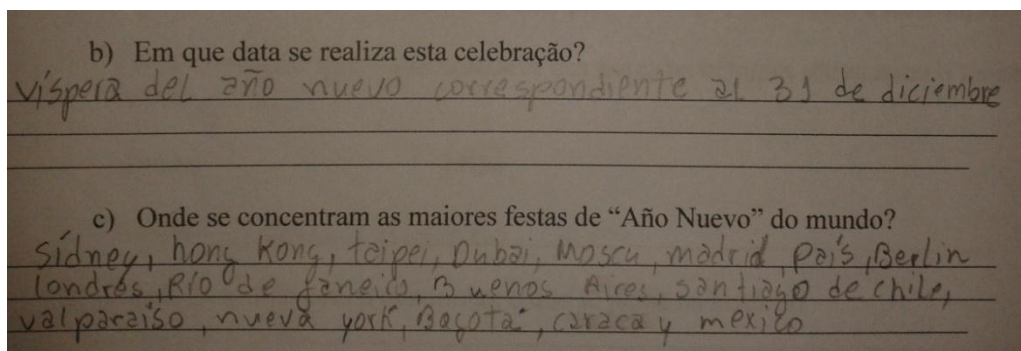 b) Em que data se realiza esta celebração?
víspera del año nuevo correspondiente al 31 de diciembre
c) Onde se concentram as maiores festas de “Año Nuevo” do mundo?
Sídney, hong Kong, taipei, Dubai, Moscu, madrid, país, Berlin
londres, Río de Janeiro, Buenos Aires, santiago de chile,
valparaiso, nueva york, Bogota, caraca y mexico